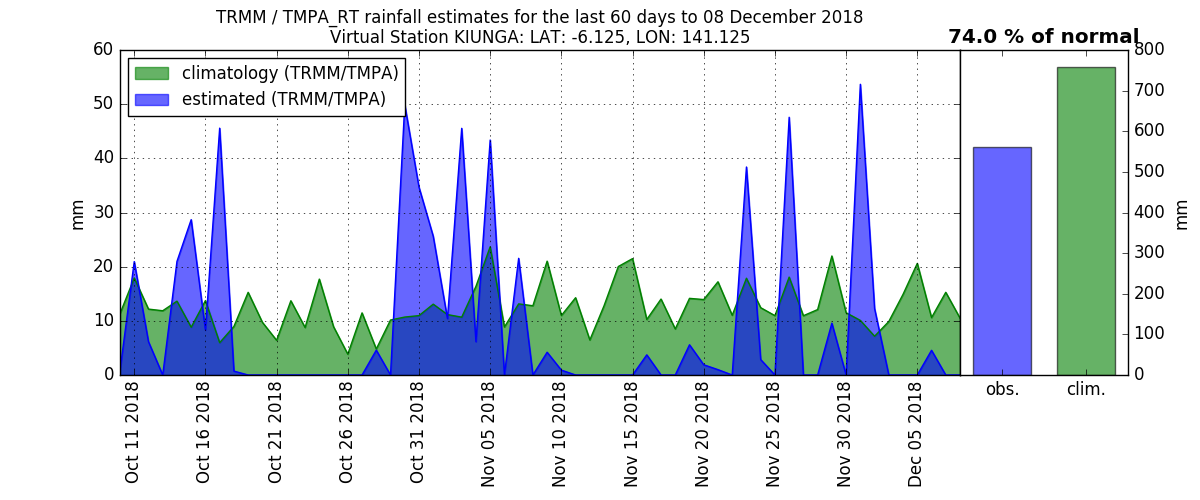 TRMM / TMPA_RT rainfall estimates for the last 60 days to 08 December 2018
Virtual Station KIUNGA: LAT: -6.125, LON: 141.125
74.0 % of normal
climatology (TRMM/TMPA)
estimated (TRMM/TMPA)
mm
60
50
40
30
20
10
0
Oct 11 2018
Oct 16 2018
Oct 21 2018
Oct 26 2018
Oct 31 2018
Nov 05 2018
Nov 10 2018
Nov 15 2018
Nov 20 2018
Nov 25 2018
Nov 30 2018
Dec 05 2018
obs.
clim.
800
700
600
500
400
300
200
100
0
mm